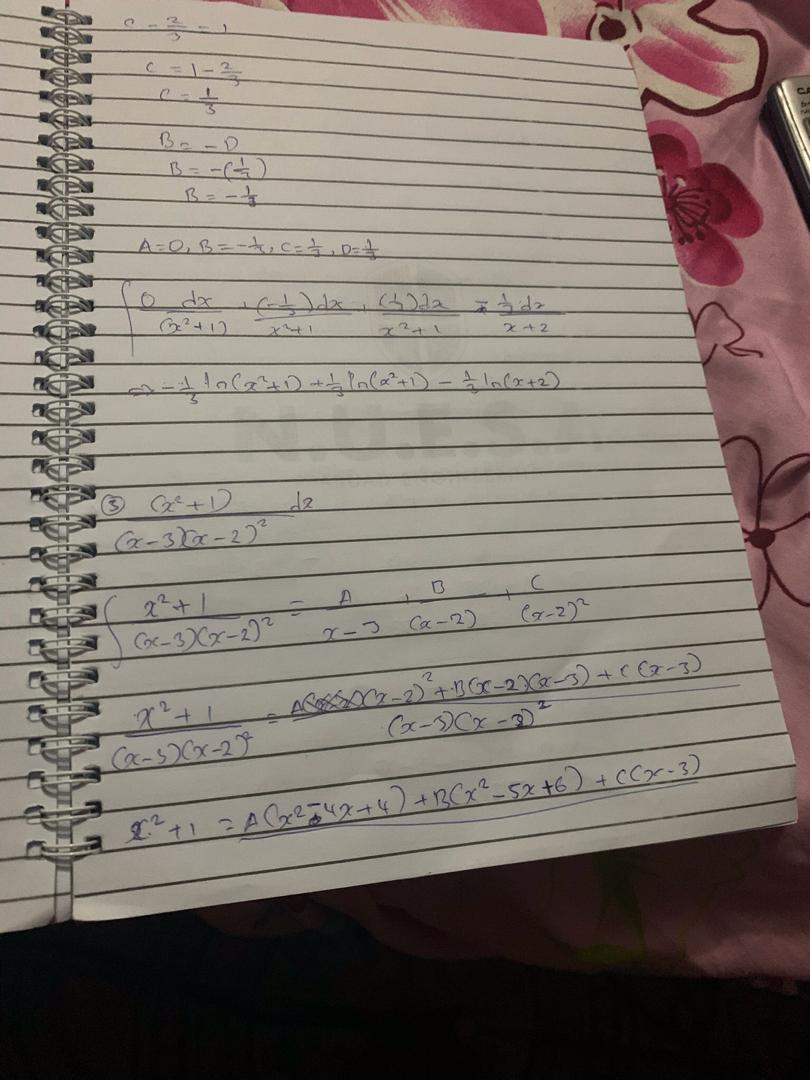 C - 2/3 = 1
C = 1 - 2/3
C = 1/3
B = - D
B = -(1/3)
B = -1/3
A=0, B=-1/3, C=1/3, D=1/3
∫ 0 dx/(x²+1) + (-1/3)dx/x²+1 + (1/3)dx/x²+1 1/3 dx/x+2
⇒ -1/3 ln(x²+1) + 1/3 ln(x²+1) - 1/3 ln(x+2)
N.U.E.S.A
③ (x²+1)/(x-3)(x-2)² dx
∫ x²+1/(x-3)(x-2)² = A/x-3 + B/(x-2) + C/(x-2)²
x²+1/(x-3)(x-2)² = A(x-2)²+B(x-2)(x-3)+C(x-3)/(x-3)(x-2)²
x²+1 = A(x²-4x+4)+B(x²-5x+6)+C(x-3)